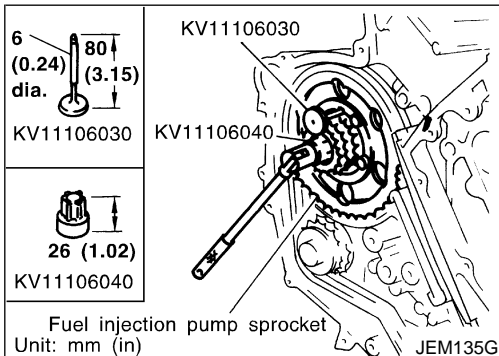 6
(0.24)
dia.
80
(3.15)
KV11106030
26 (1.02)
KV11106040
KV11106030
KV11106040
Fuel injection pump sprocket
Unit: mm (in)
JEM135G